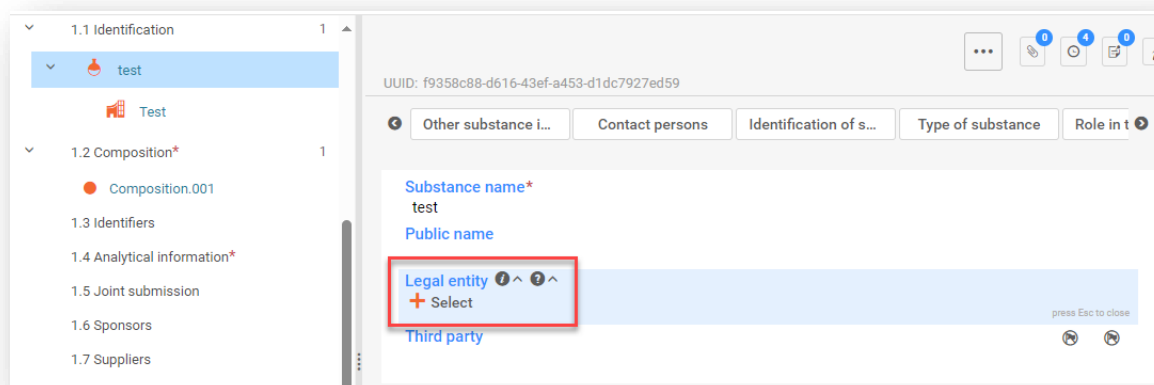 1.1 Identification 1
test
Test
1.2 Composition* 1
Composition.001
1.3 Identifiers
1.4 Analytical information*
1.5 Joint submission
1.6 Sponsors
1.7 Suppliers
0 4 0
UUID: f9358c88-d616-43ef-a453-d1dc7927ed59
Other substance i... Contact persons Identification of s... Type of substance Role in t
Substance name*
test
Public name
Legal entity
Select
press Esc to close
Third party